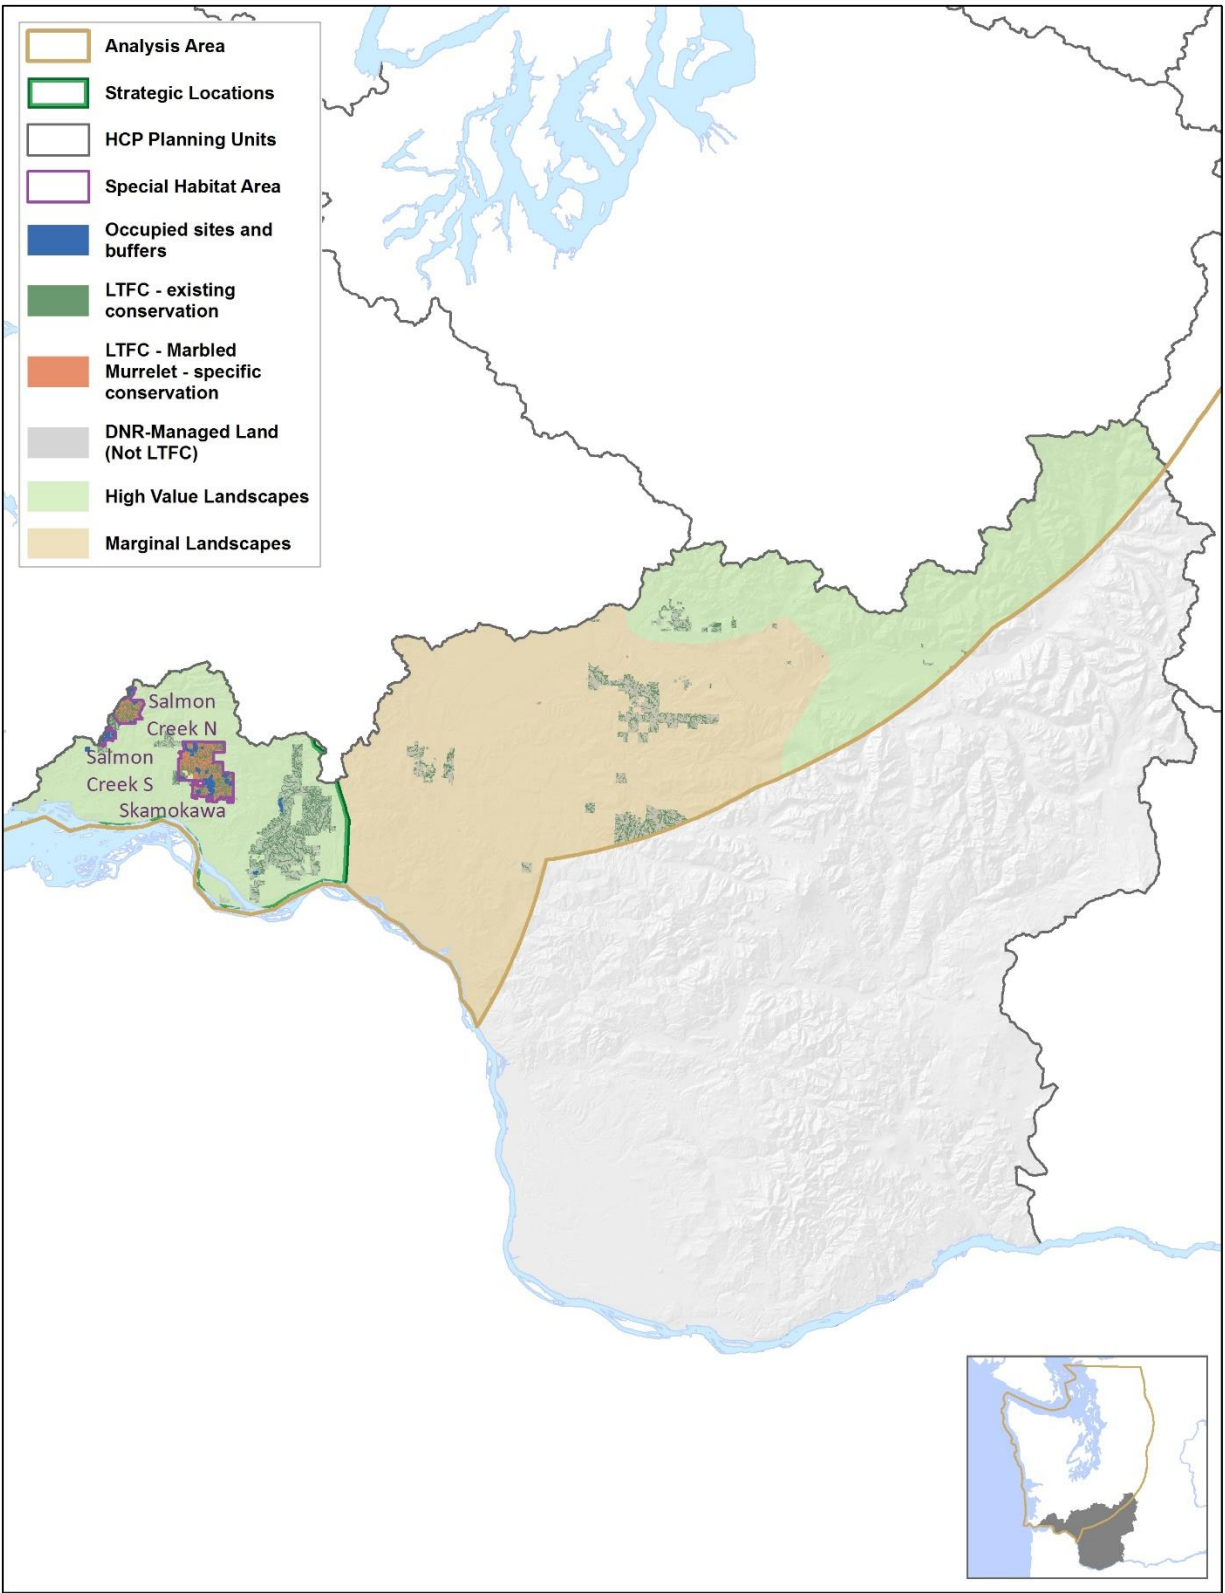 Analysis Area
Strategic Locations
HCP Planning Units
Special Habitat Area
Occupied sites and
buffers
LTFC - existing
conservation
LTFC - Marbled
Murrelet - specific
conservation
DNR-Managed Land
(Not LTFC)
High Value Landscapes
Marginal Landscapes
Salmon
Creek N
Salmon
Creek S
Skamokawa